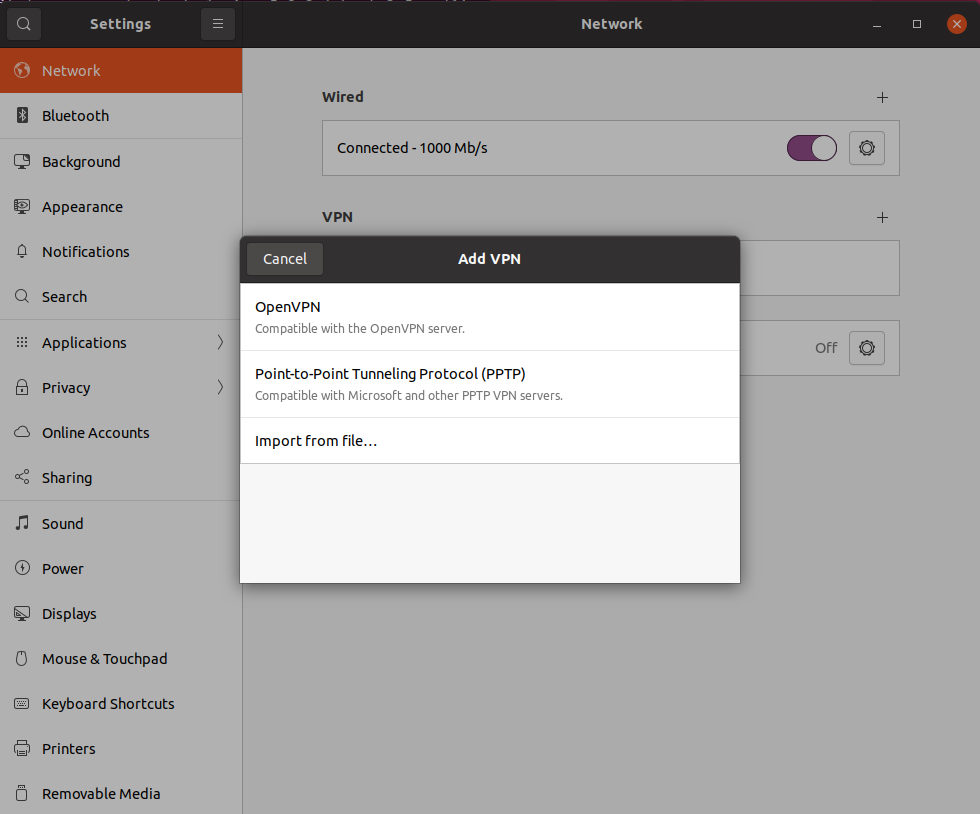 Settings
Network
Network
Bluetooth
Background
Appearance
Notifications
Search
Applications
Privacy
Online Accounts
Sharing
Sound
Power
Displays
Mouse & Touchpad
Keyboard Shortcuts
Printers
Removable Media
Wired
Connected - 1000 Mb/s
VPN
Off
Cancel
Add VPN
OpenVPN
Compatible with the OpenVPN server.
Point-to-Point Tunneling Protocol (PPTP)
Compatible with Microsoft and other PPTP VPN servers.
Import from file…